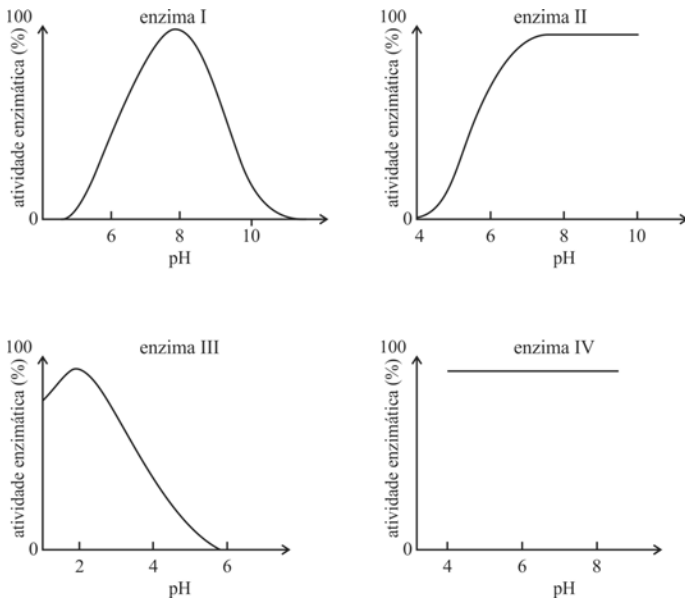 enzima I
100
atividade enzimática (%)
0
6 8 10
pH
enzima II
100
atividade enzimática (%)
0
4 6 8 10
pH
enzima III
100
atividade enzimática (%)
0
2 4 6
pH
enzima IV
100
atividade enzimática (%)
0
4 6 8
pH